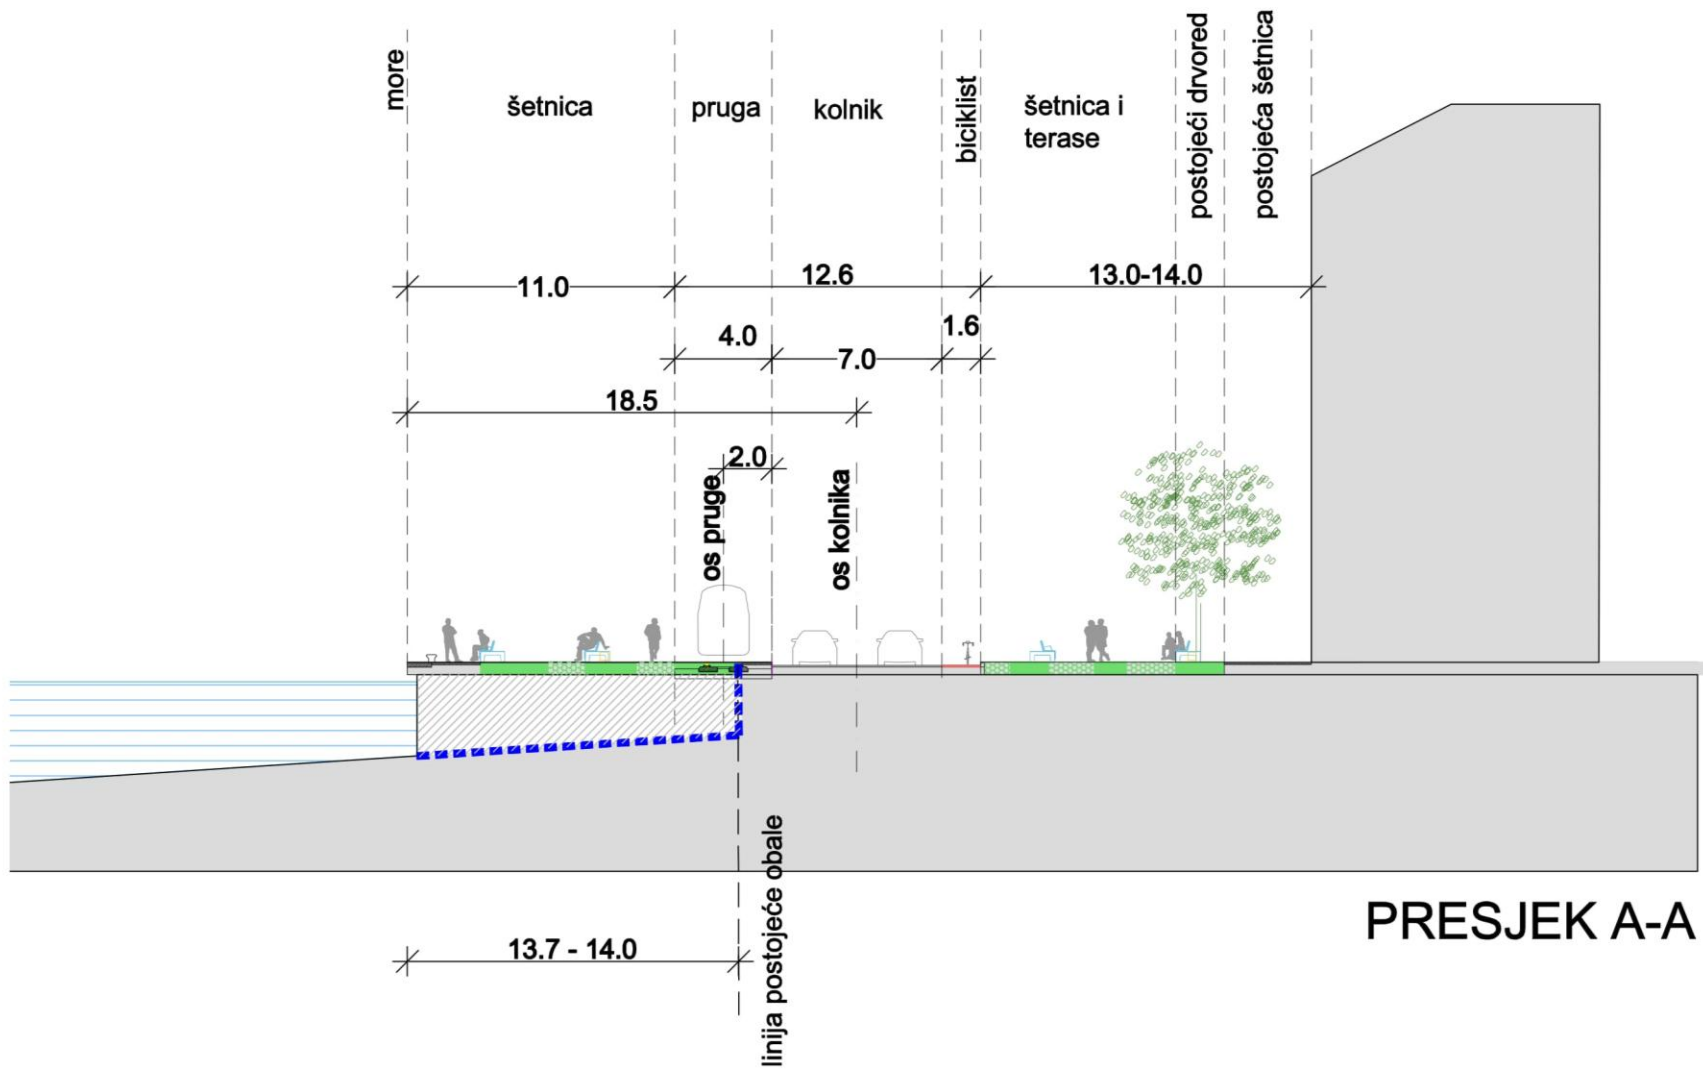 more
šetnica
pruga
kolnik
biciklist
šetnica i
terase
postojeći drvored
postojeća šetnica
11.0
12.6
13.0-14.0
4.0
7.0
1.6
18.5
2.0
os pruge
os kolnika
linija postojeće obale
13.7 - 14.0
PRESJEK A-A